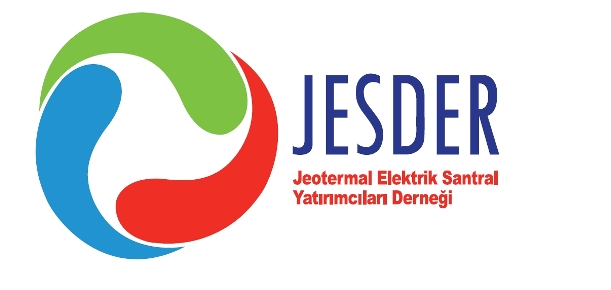 JESDER
Jeotermal Elektrik Santral
Yatırımcıları Derneği